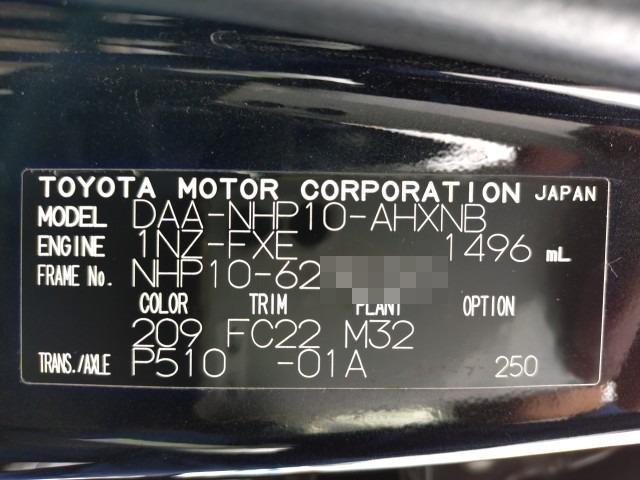 TOYOTA MOTOR CORPORATION JAPAN
MODEL DAA-NHP10-AHXNB
ENGINE 1NZ-FXE 1496 mL
FRAME No. NHP10-62
COLOR TRIM PLANT OPTION
209 FC22 M32
TRANS./AXLE P510 -01A 250